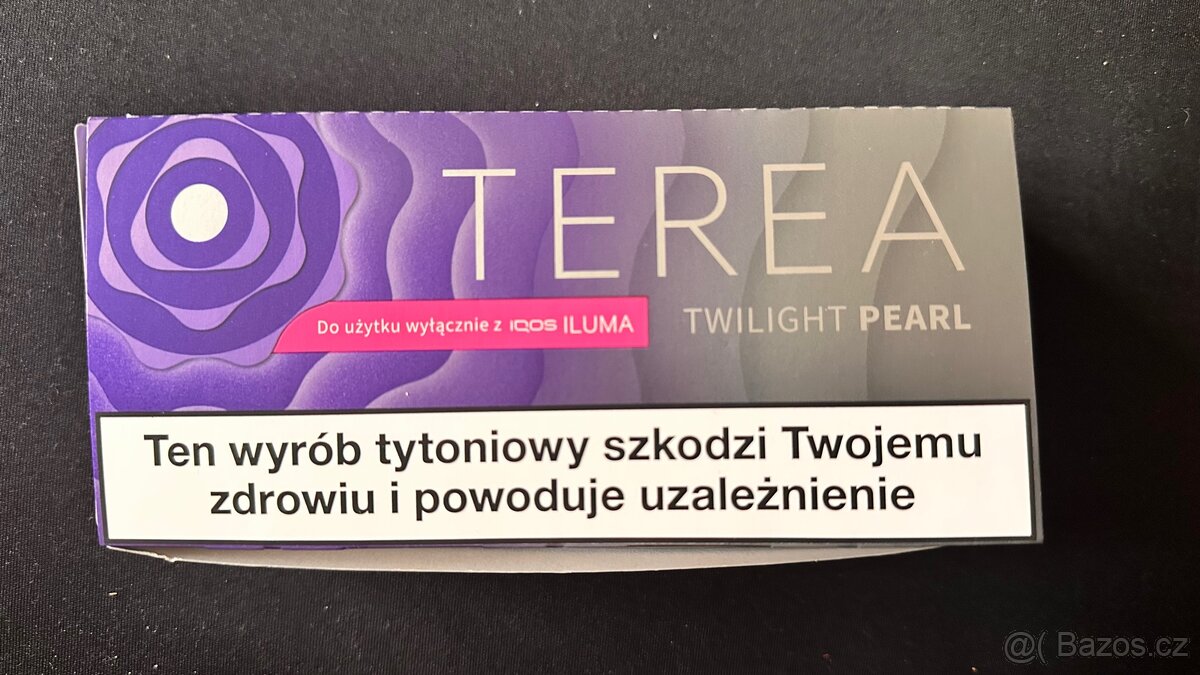 TEREA
Do użytku wyłącznie z IQOS ILUMA
TWILIGHT PEARL
Ten wyrób tytoniowy szkodzi Twojemu
zdrowiu i powoduje uzależnienie
@( Bazos.cz